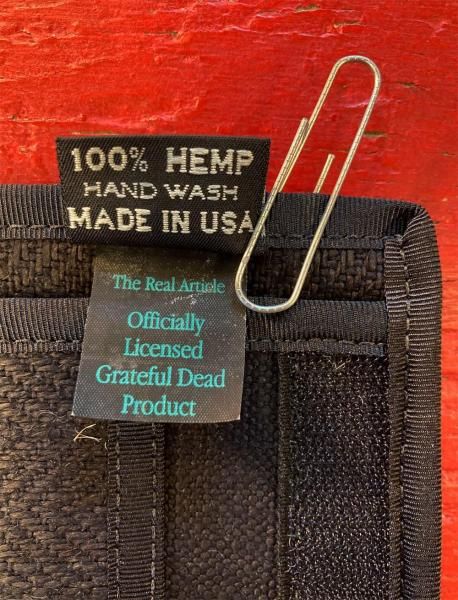 100% HEMP
HAND WASH
MADE IN USA
The Real Article
Officially
Licensed
Grateful Dead
Product